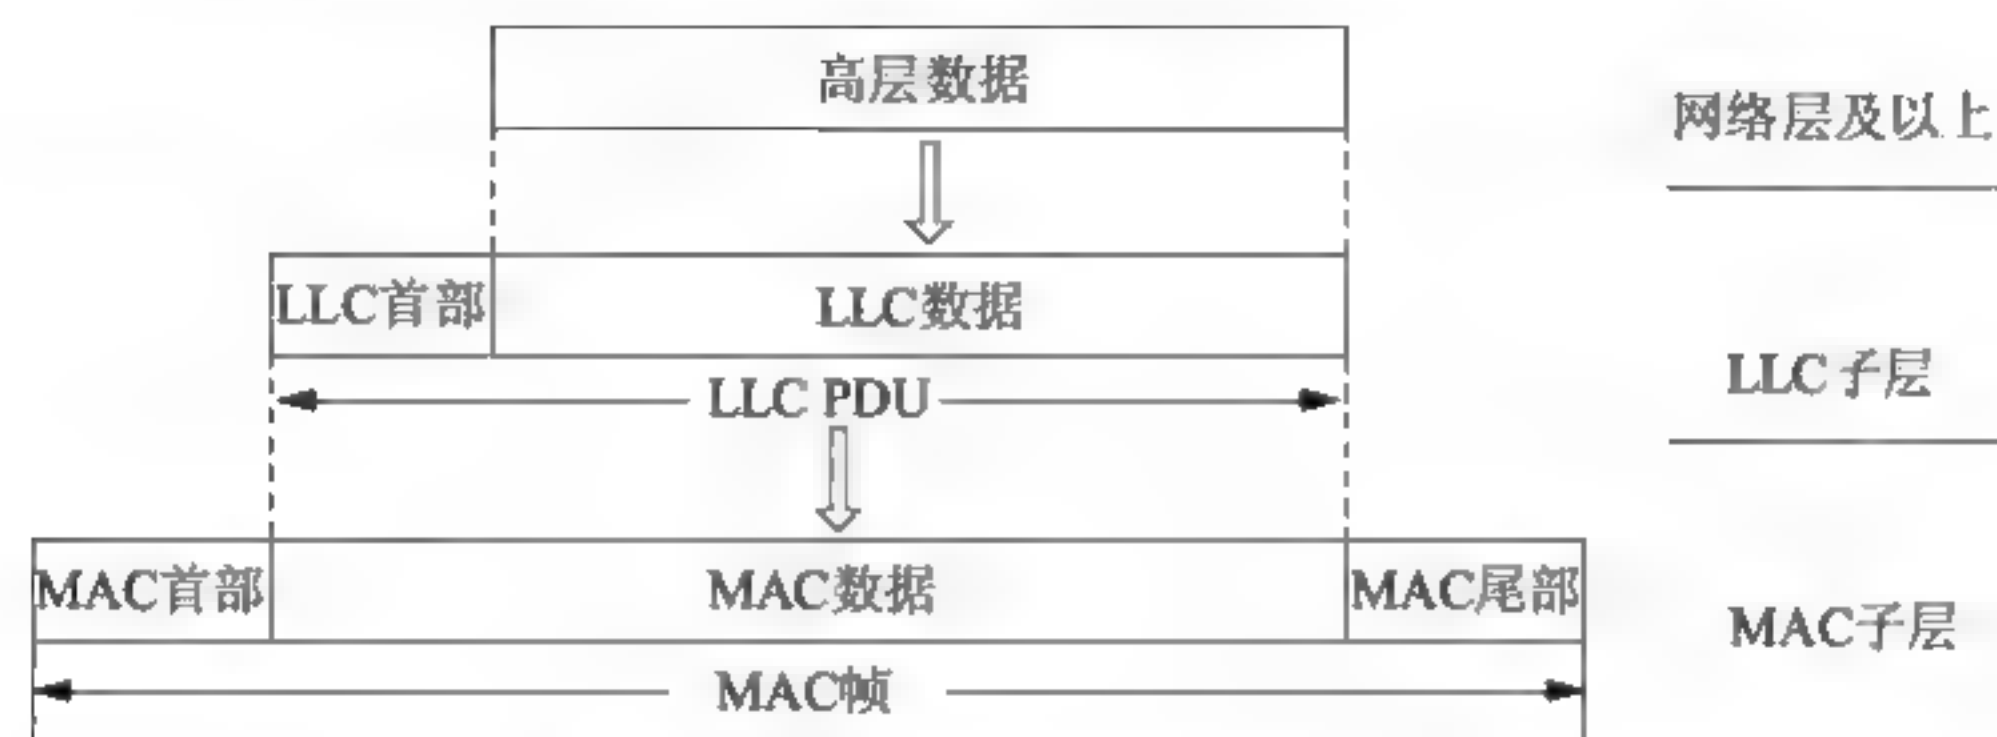 高层数据
网络层及以上
LLC首部 LLC数据
LLC PDU
LLC子层
MAC首部 MAC数据 MAC尾部
MAC子层
MAC帧